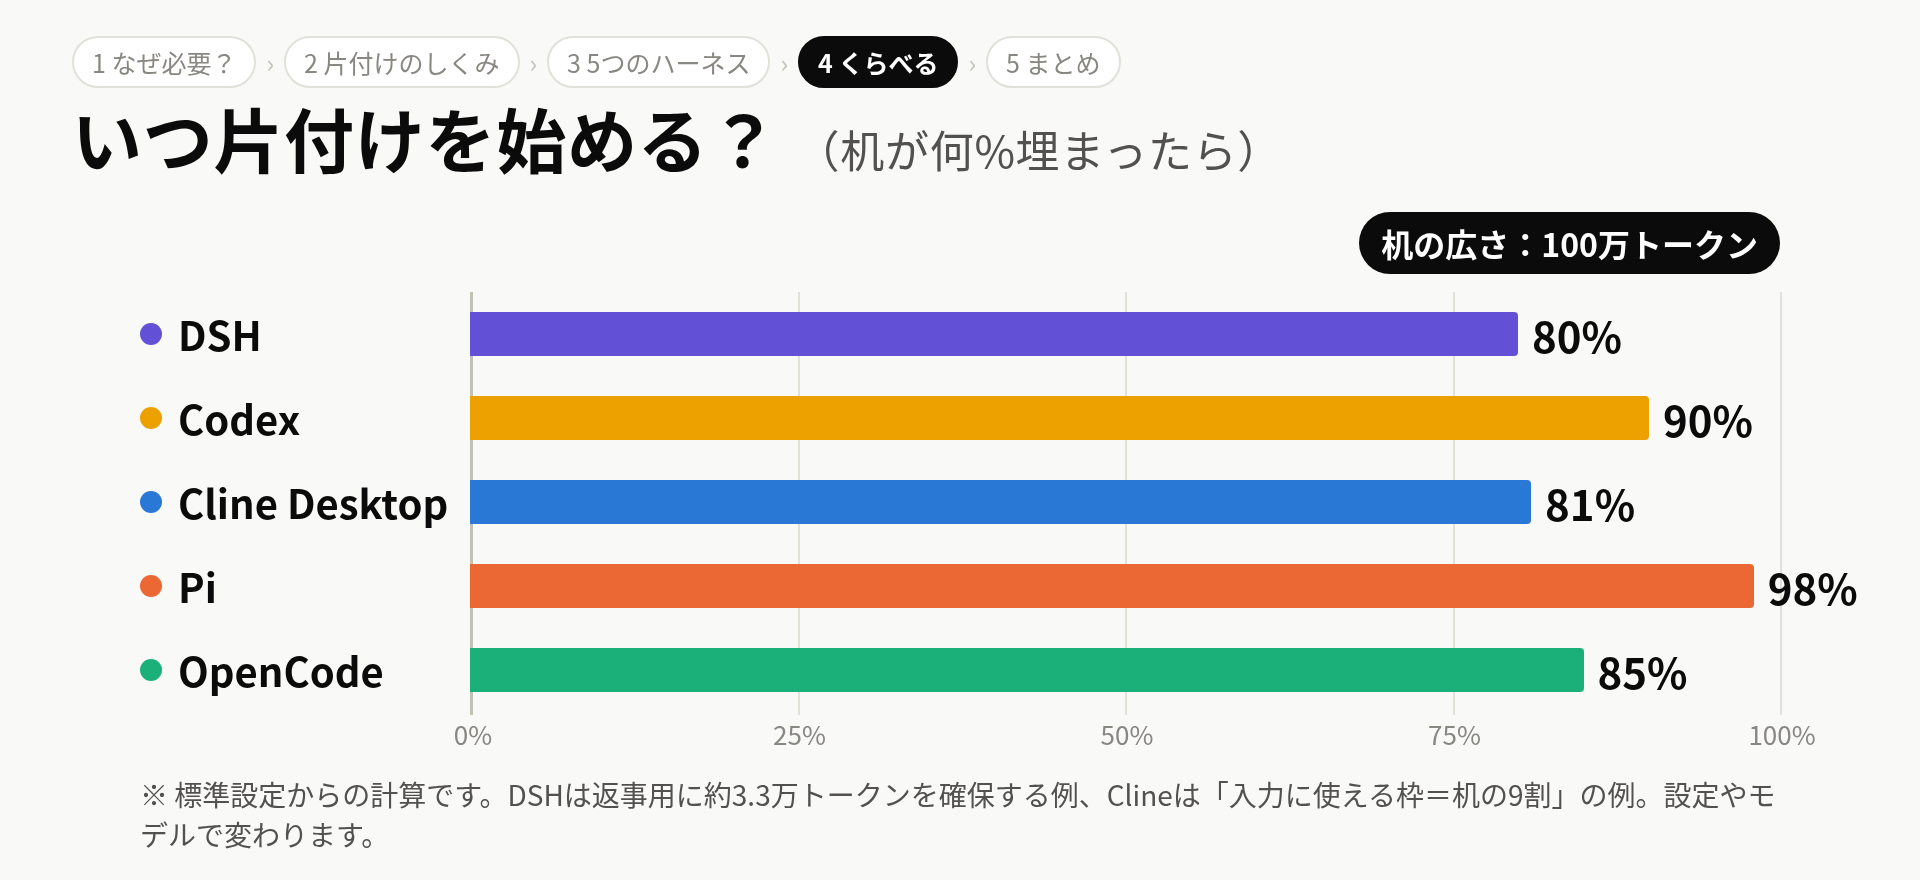 1 なぜ必要？ › 2 片付けのしくみ › 3 5つのハーネス › 4 くらべる › 5 まとめ
いつ片付けを始める？ （机が何%埋まったら）
机の広さ：100万トークン
DSH 80%
Codex 90%
Cline Desktop 81%
Pi 98%
OpenCode 85%
0% 25% 50% 75% 100%
※ 標準設定からの計算です。DSHは返事用に約3.3万トークンを確保する例、Clineは「入力に使える枠＝机の9割」の例。設定やモ
デルで変わります。